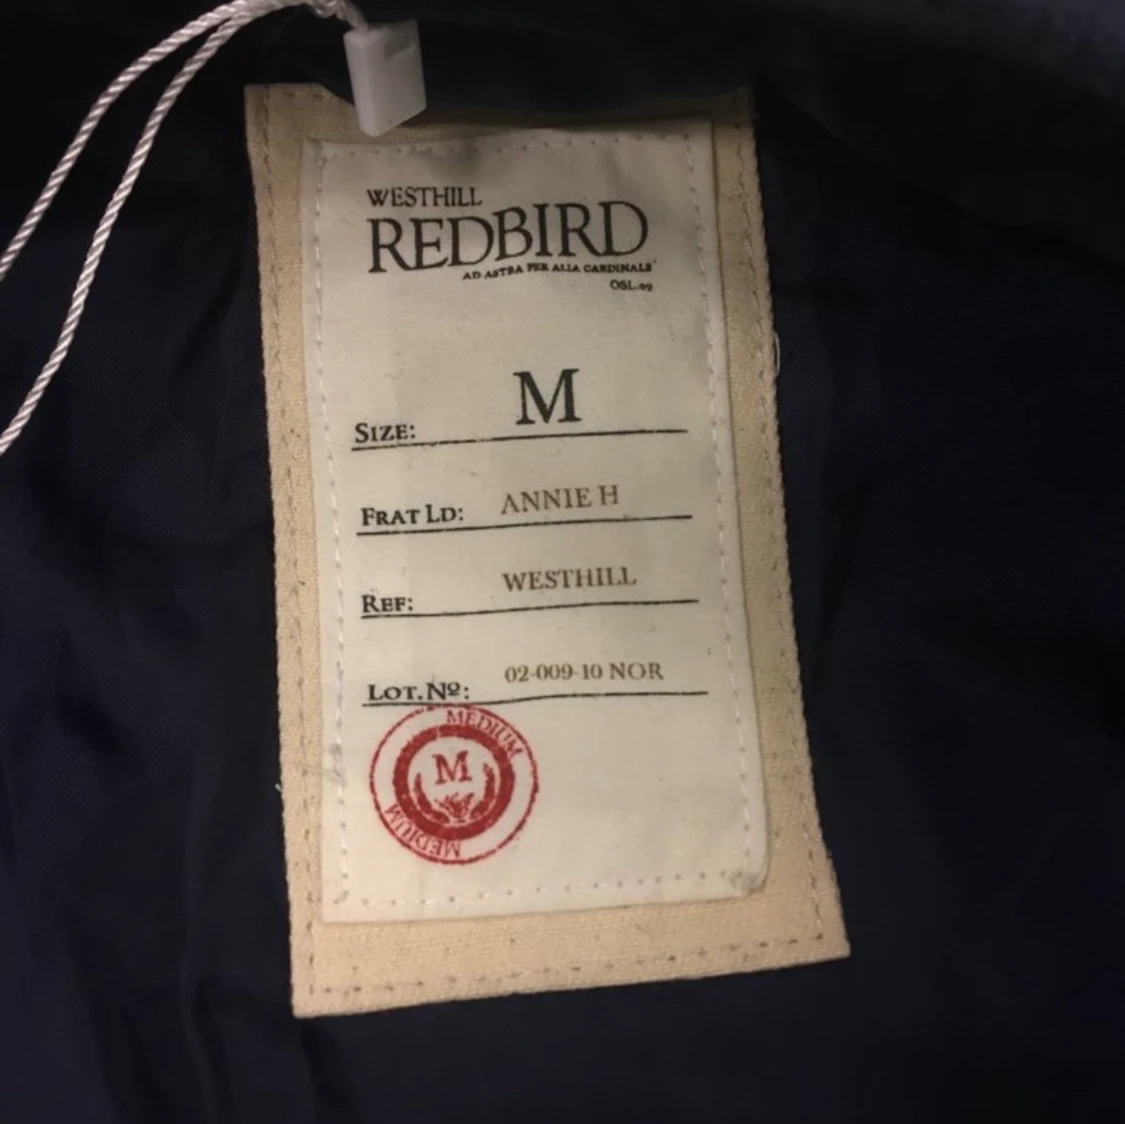 WESTHILL
REDBIRD
AD ASTRA PER ALIA CARDINALS
OSL.09
M
SIZE:
ANNIE H
FRAT LD:
WESTHILL
REF:
02-009-10 NOR
LOT. Nº:
MEDIUM
M
MEDIUM